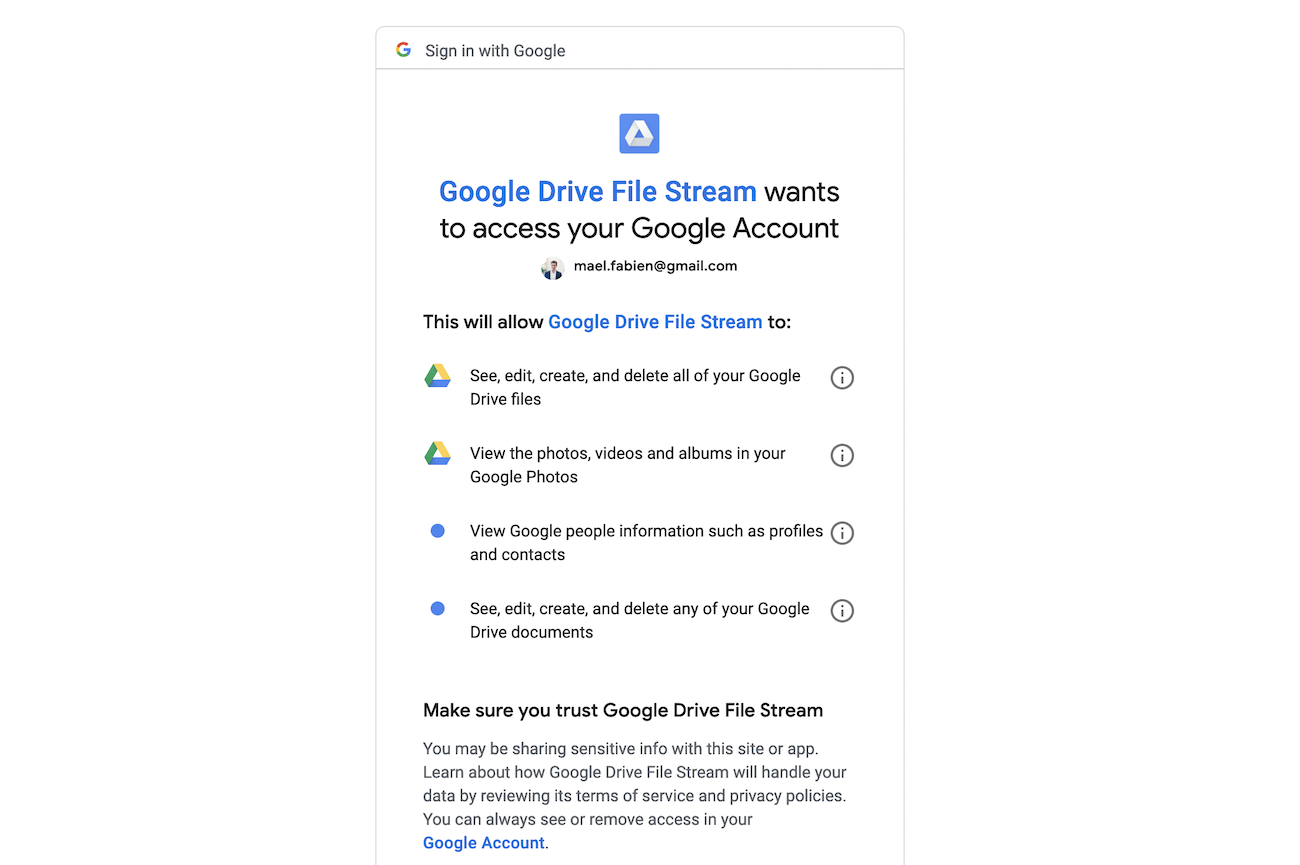 Sign in with Google
Google Drive File Stream wants
to access your Google Account
mael.fabien@gmail.com
This will allow Google Drive File Stream to:
See, edit, create, and delete all of your Google
Drive files
View the photos, videos and albums in your
Google Photos
View Google people information such as profiles
and contacts
See, edit, create, and delete any of your Google
Drive documents
Make sure you trust Google Drive File Stream
You may be sharing sensitive info with this site or app.
Learn about how Google Drive File Stream will handle your
data by reviewing its terms of service and privacy policies.
You can always see or remove access in your
Google Account.